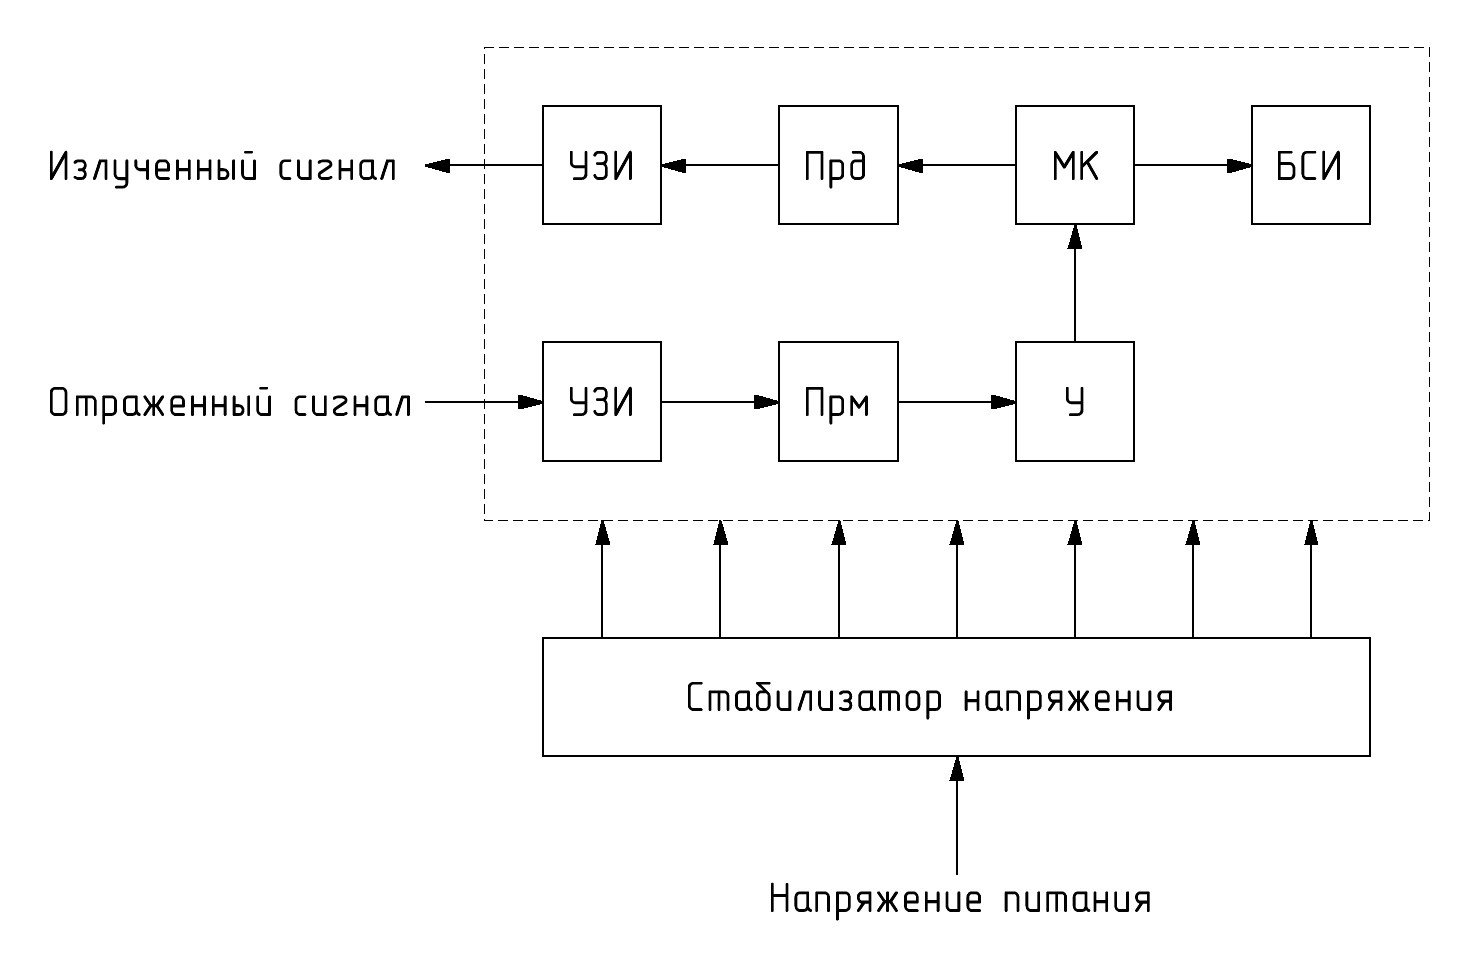 Излученный сигнал
УЗИ
Прд
МК
БСИ
Отраженный сигнал
УЗИ
Прм
У
Стабилизатор напряжения
Напряжение питания